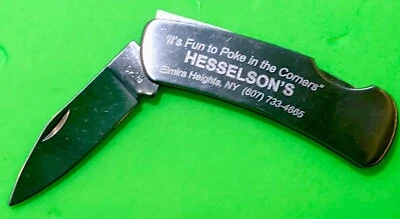 "It's Fun to Poke in the Corners"
HESSELSON'S
Elmira Heights, NY (607) 733-4665